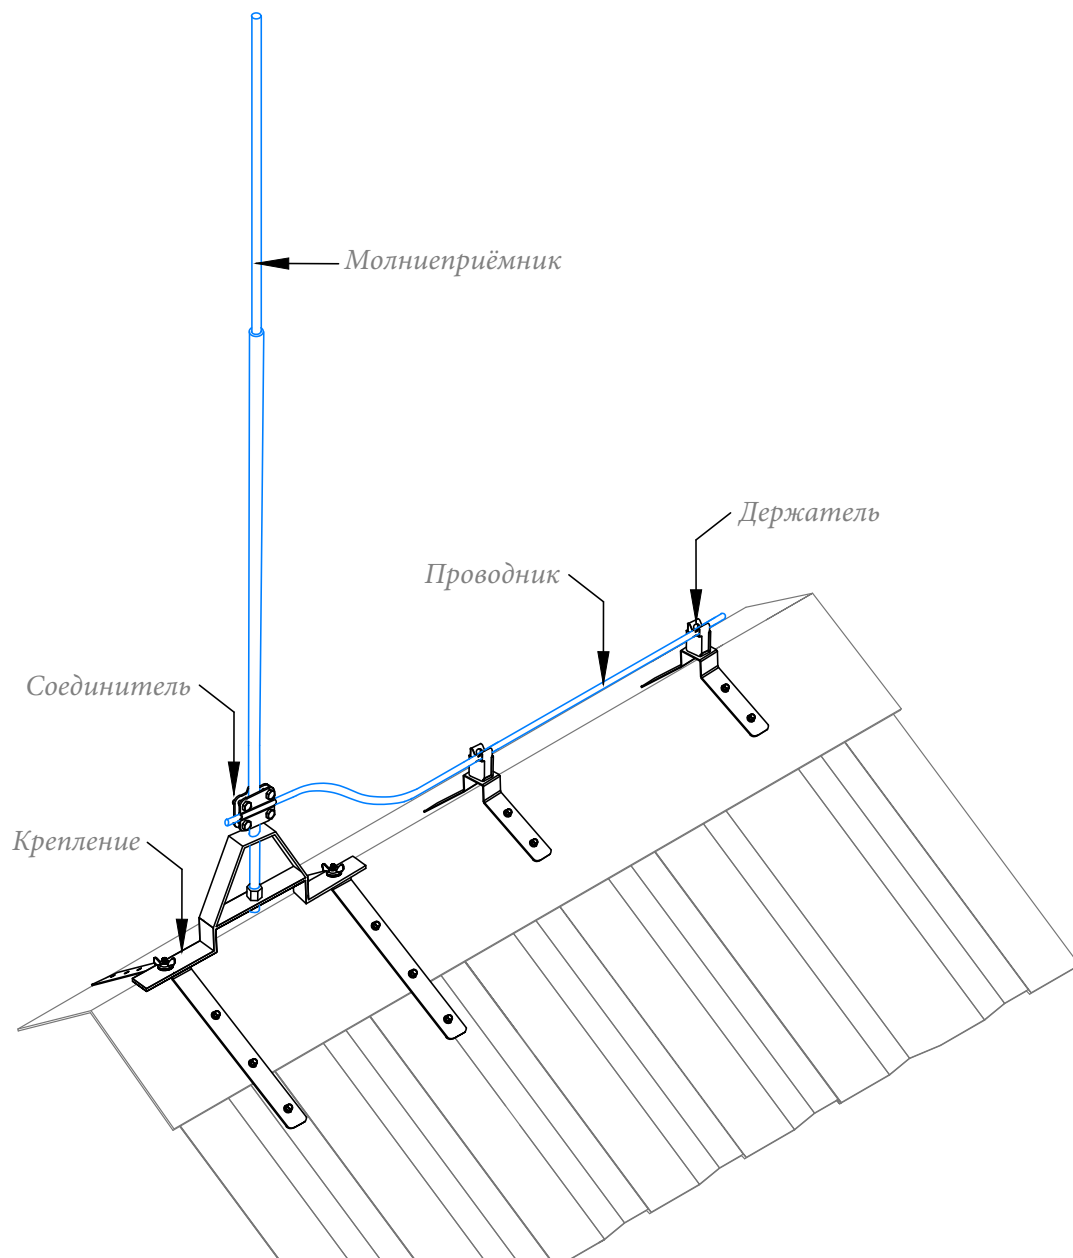 Молниеприёмник
Держатель
Проводник
Соединитель
Крепление